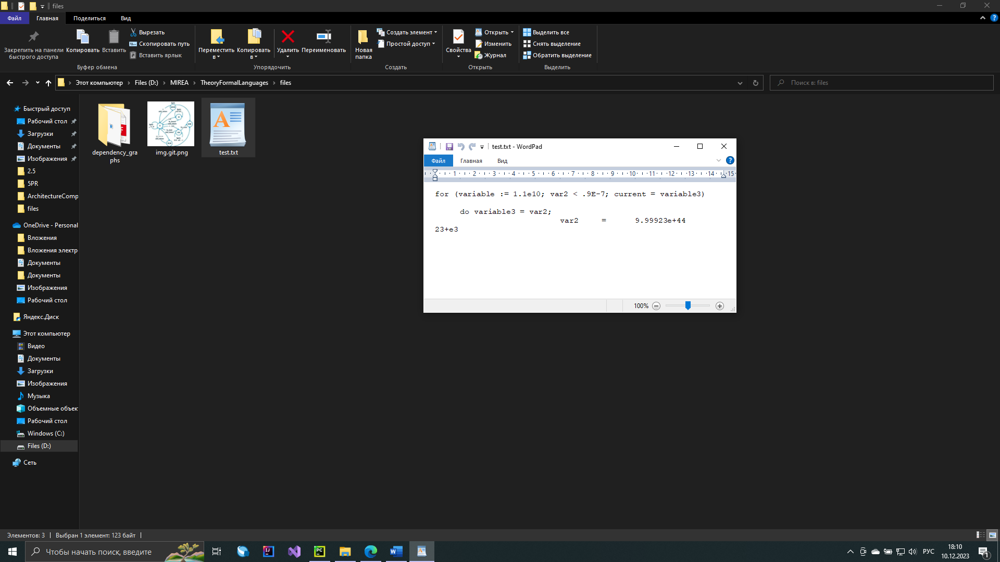 files
Файл
Главная
Поделиться
Вид
Закрепить на панели
быстрого доступа
Копировать
Вставить
Вырезать
Скопировать путь
Вставить ярлык
Буфер обмена
Переместить
в
Копировать
в
Удалить
Переименовать
Упорядочить
Новая
папка
Создать элемент
Простой доступ
Создать
Свойства
Открыть
Изменить
Журнал
Открыть
Выделить все
Снять выделение
Обратить выделение
Выделить
Этот компьютер > Files (D:) > MIREA > TheoryFormalLanguages > files
Поиск в: files
Быстрый доступ
Рабочий стол
Загрузки
Документы
Изображения
2.5
5PR
ArchitectureComp
files
OneDrive - Personal
Вложения
Вложения электр
Документы
Документы
Изображения
Рабочий стол
Яндекс.Диск
Этот компьютер
Видео
Документы
Загрузки
Изображения
Музыка
Объемные объек
Рабочий стол
Windows (C:)
Files (D:)
Сеть
dependency_gra
phs
img.git.png
test.txt
test.txt - WordPad
Файл
Главная
Вид
1 2 3 4 5 6 7 8 9 10 11 12 13 14 15
for (variable := 1.1e10; var2 < .9E-7; current = variable3)
do variable3 = var2;
var2 = 9.99923e+44
23+e3
100%
Элементов: 3
Выбран 1 элемент: 123 байт
Чтобы начать поиск, введите
РУС
18:10
10.12.2023
1